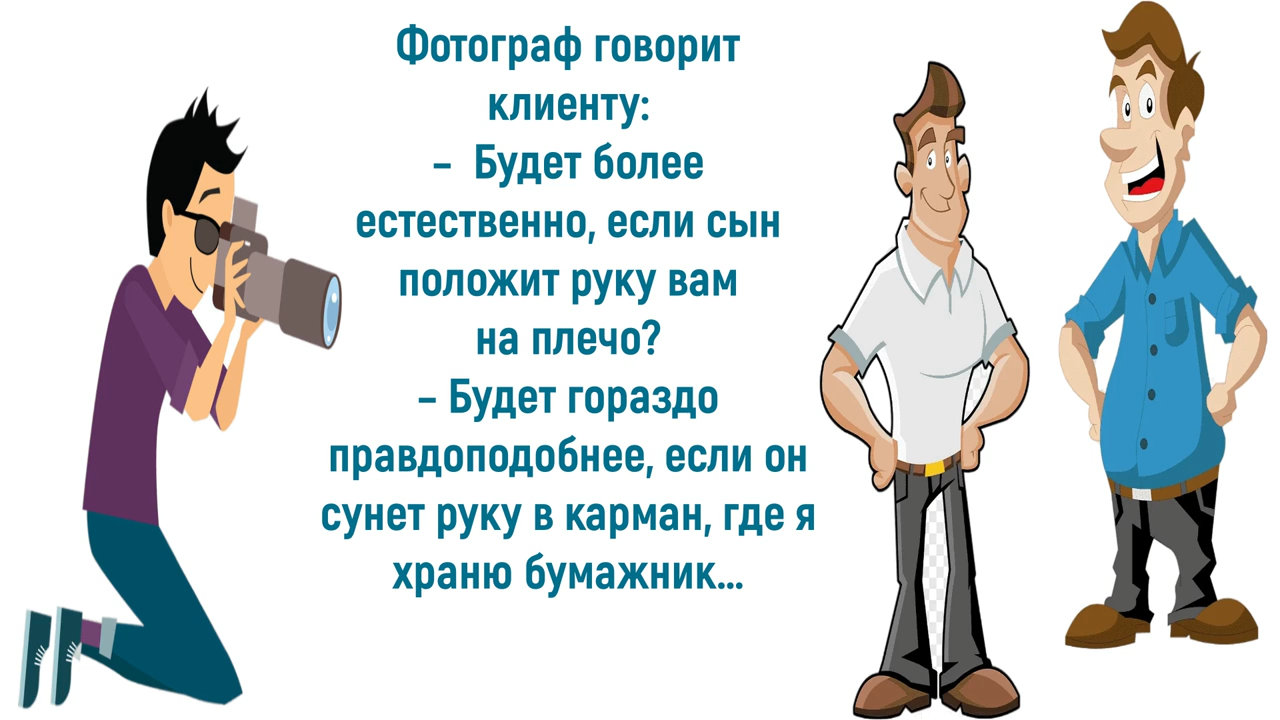 Фотограф говорит
клиенту:
– Будет более
естественно, если сын
положит руку вам
на плечо?
– Будет гораздо
правдоподобнее, если он
сунет руку в карман, где я
храню бумажник...